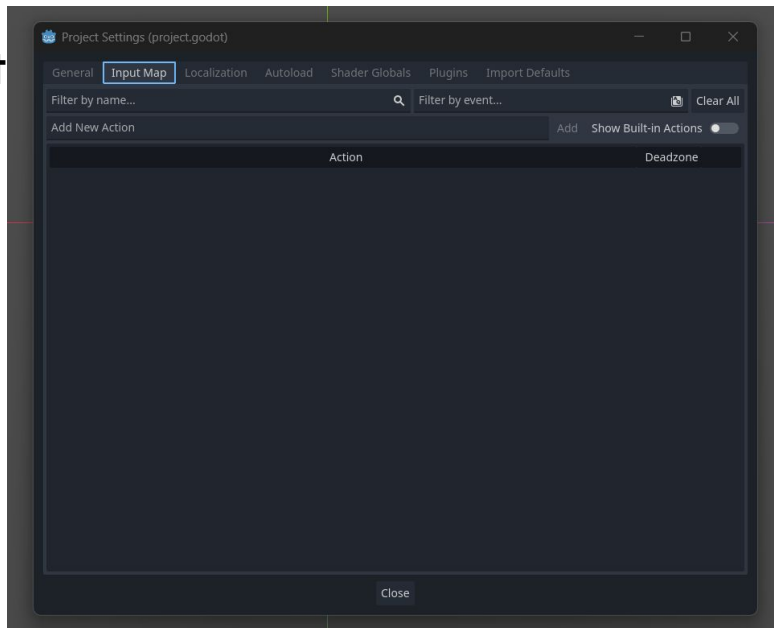 Project Settings (project.godot)
General Input Map Localization Autoload Shader Globals Plugins Import Defaults
Filter by name... Filter by event... Clear All
Add New Action Add Show Built-in Actions
Action Deadzone
Close